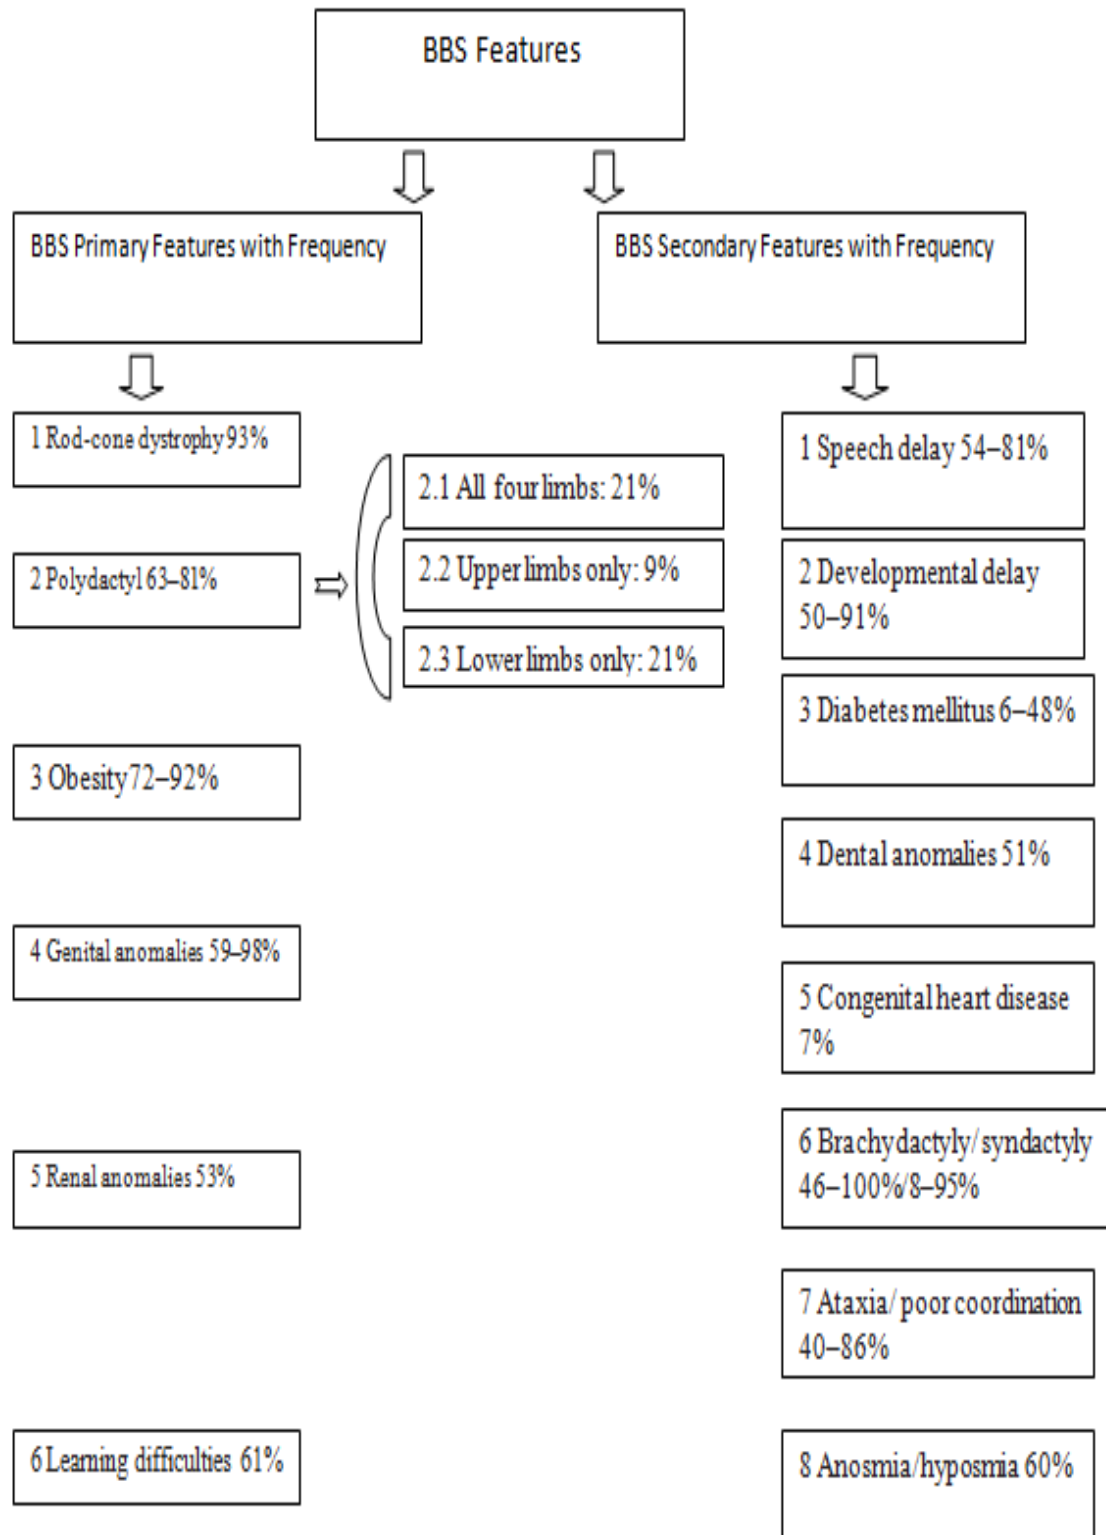 BBS Features
BBS Primary Features with Frequency
BBS Secondary Features with Frequency
1 Rod-cone dystrophy 93%
2 Polydactyl 63–81%
2.1 All four limbs: 21%
2.2 Upper limbs only: 9%
2.3 Lower limbs only: 21%
3 Obesity 72–92%
4 Genital anomalies 59–98%
5 Renal anomalies 53%
6 Learning difficulties 61%
1 Speech delay 54–81%
2 Developmental delay
50–91%
3 Diabetes mellitus 6–48%
4 Dental anomalies 51%
5 Congenital heart disease
7%
6 Brachydactyly/ syndactyly
46–100%/8–95%
7 Ataxia/ poor coordination
40–86%
8 Anosmia/hyposmia 60%